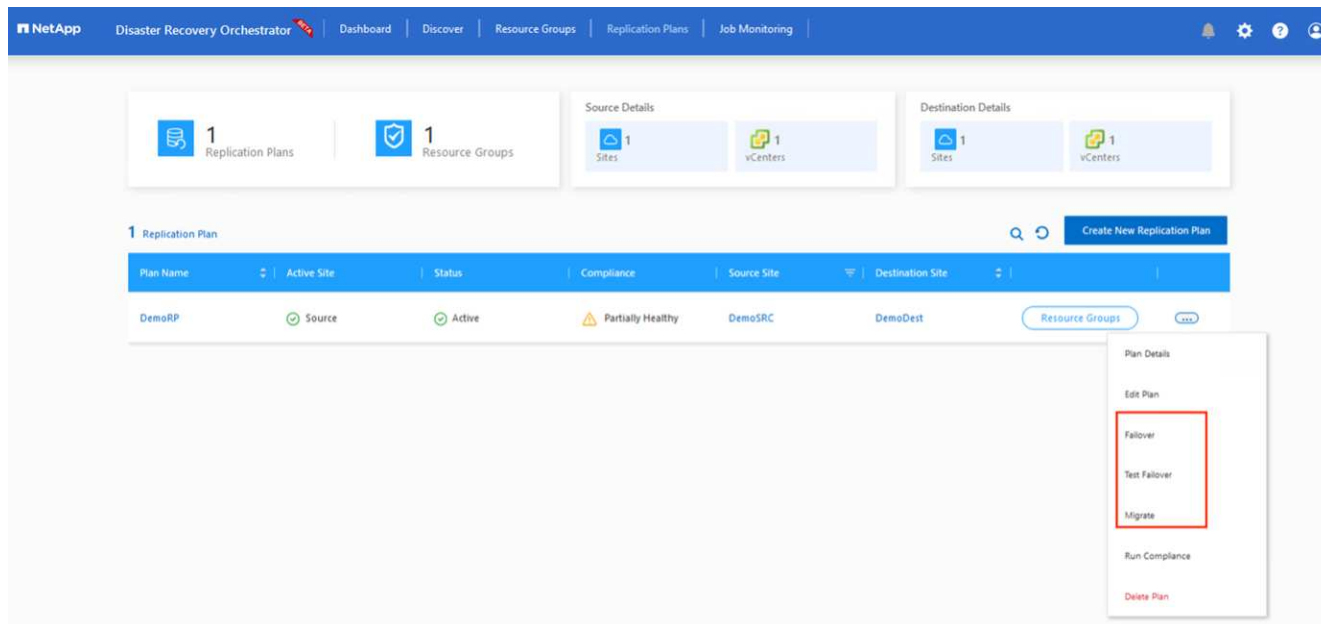 NetApp Disaster Recovery Orchestrator Dashboard Discover Resource Groups Replication Plans Job Monitoring ?
1
Replication Plans
1
Resource Groups
Source Details
1
Sites
1
vCenters
Destination Details
1
Sites
1
vCenters
1 Replication Plan
Create New Replication Plan
Plan Name Active Site Status Compliance Source Site Destination Site
DemoRP Source Active Partially Healthy DemoSRC DemoDest Resource Groups ...
Plan Details
Edit Plan
Failover
Test Failover
Migrate
Run Compliance
Delete Plan